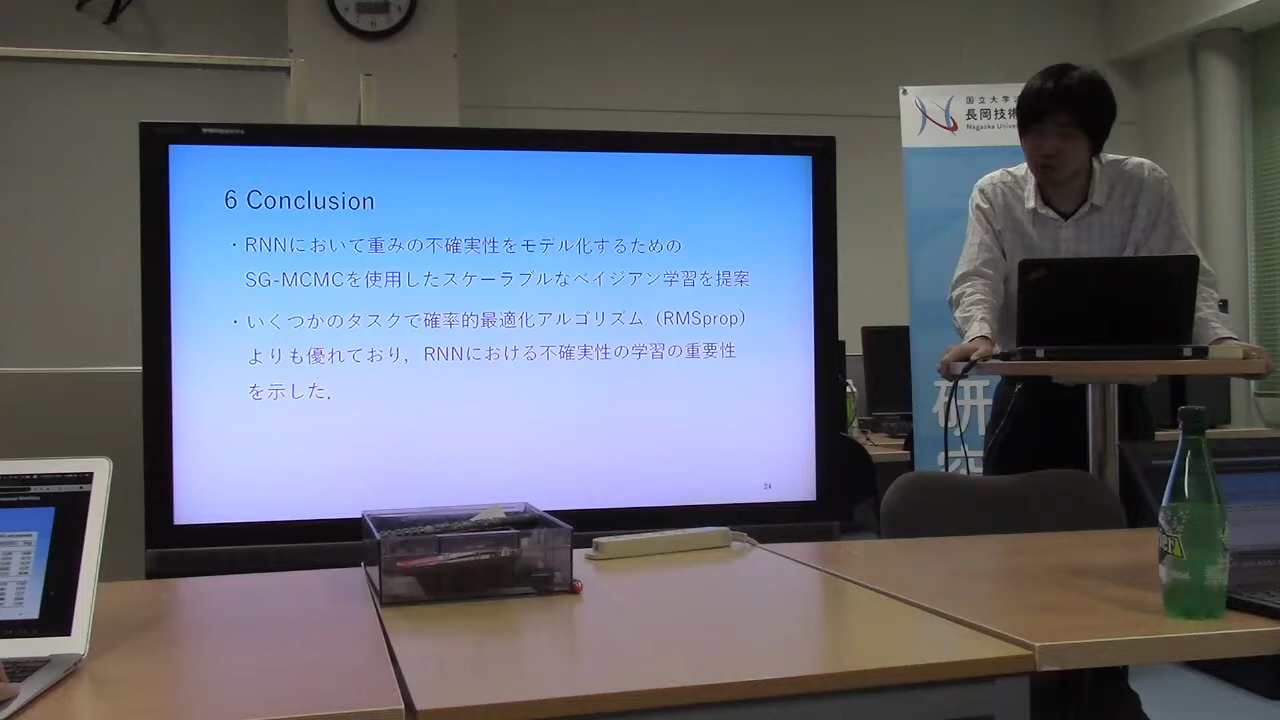 6 Conclusion
・RNNにおいて重みの不確実性をモデル化するための
SG-MCMCを使用したスケーラブルなベイジアン学習を提案
・いくつかのタスクで確率的最適化アルゴリズム（RMSprop）
よりも優れており，RNNにおける不確実性の学習の重要性
を示した．
24
国立大学
長岡技術
Nagaoka Univer
研